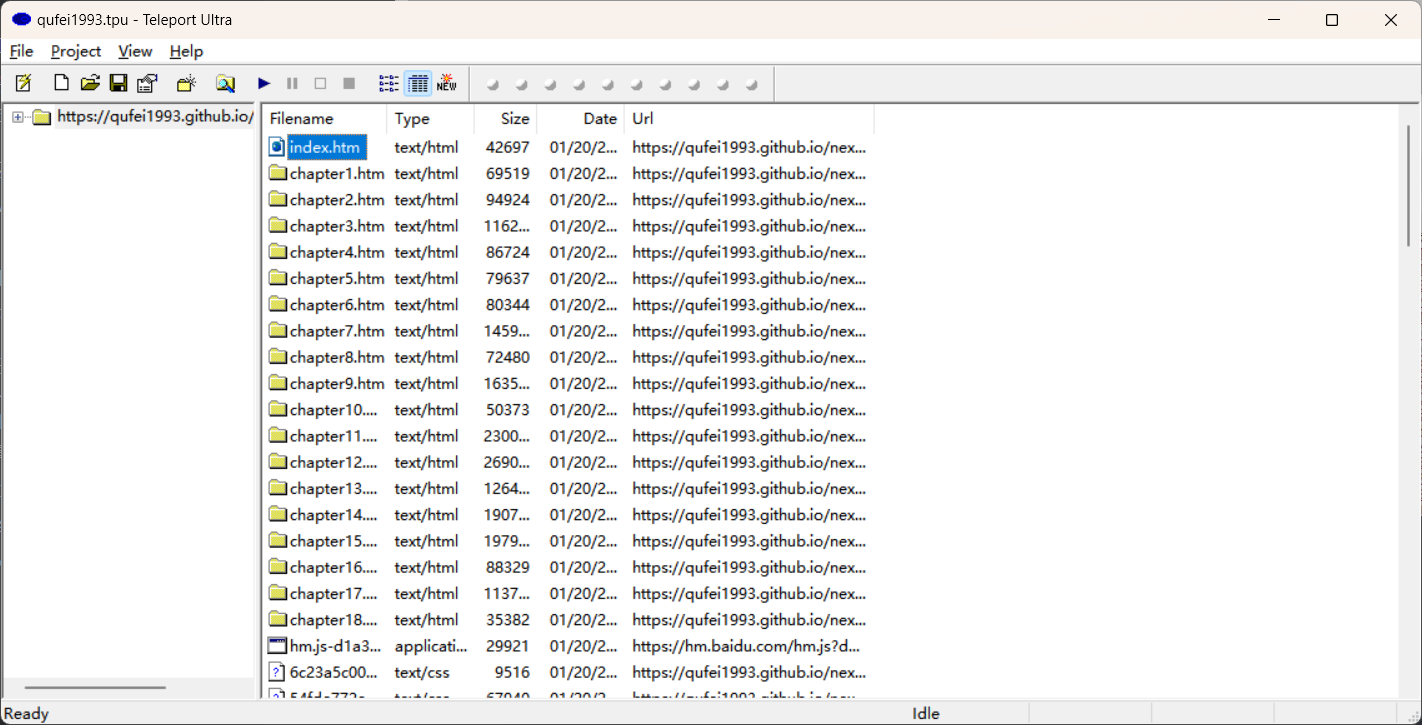 qufei1993.tpu - Teleport Ultra
File Project View Help
NEW
https://qufei1993.github.io/
Filename Type Size Date Url
index.htm text/html 42697 01/20/2... https://qufei1993.github.io/nex...
chapter1.htm text/html 69519 01/20/2... https://qufei1993.github.io/nex...
chapter2.htm text/html 94924 01/20/2... https://qufei1993.github.io/nex...
chapter3.htm text/html 1162... 01/20/2... https://qufei1993.github.io/nex...
chapter4.htm text/html 86724 01/20/2... https://qufei1993.github.io/nex...
chapter5.htm text/html 79637 01/20/2... https://qufei1993.github.io/nex...
chapter6.htm text/html 80344 01/20/2... https://qufei1993.github.io/nex...
chapter7.htm text/html 1459... 01/20/2... https://qufei1993.github.io/nex...
chapter8.htm text/html 72480 01/20/2... https://qufei1993.github.io/nex...
chapter9.htm text/html 1635... 01/20/2... https://qufei1993.github.io/nex...
chapter10.... text/html 50373 01/20/2... https://qufei1993.github.io/nex...
chapter11.... text/html 2300... 01/20/2... https://qufei1993.github.io/nex...
chapter12.... text/html 2690... 01/20/2... https://qufei1993.github.io/nex...
chapter13.... text/html 1264... 01/20/2... https://qufei1993.github.io/nex...
chapter14.... text/html 1907... 01/20/2... https://qufei1993.github.io/nex...
chapter15.... text/html 1979... 01/20/2... https://qufei1993.github.io/nex...
chapter16.... text/html 88329 01/20/2... https://qufei1993.github.io/nex...
chapter17.... text/html 1137... 01/20/2... https://qufei1993.github.io/nex...
chapter18.... text/html 35382 01/20/2... https://qufei1993.github.io/nex...
hm.js-d1a3... applicati... 29921 01/20/2... https://hm.baidu.com/hm.js?d...
6c23a5c00... text/css 9516 01/20/2... https://qufei1993.github.io/nex...
Ready Idle